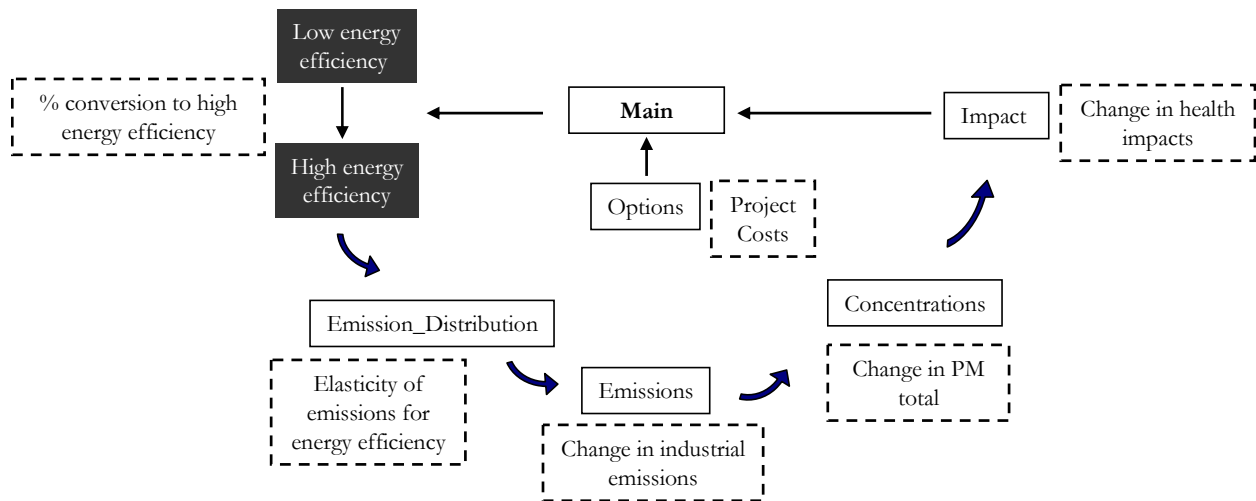 Low energy
efficiency
% conversion to high
energy efficiency
Main
Impact
Change in health
impacts
High energy
efficiency
Options
Project
Costs
Emission_Distribution
Concentrations
Elasticity of
emissions for
energy efficiency
Emissions
Change in PM
total
Change in industrial
emissions